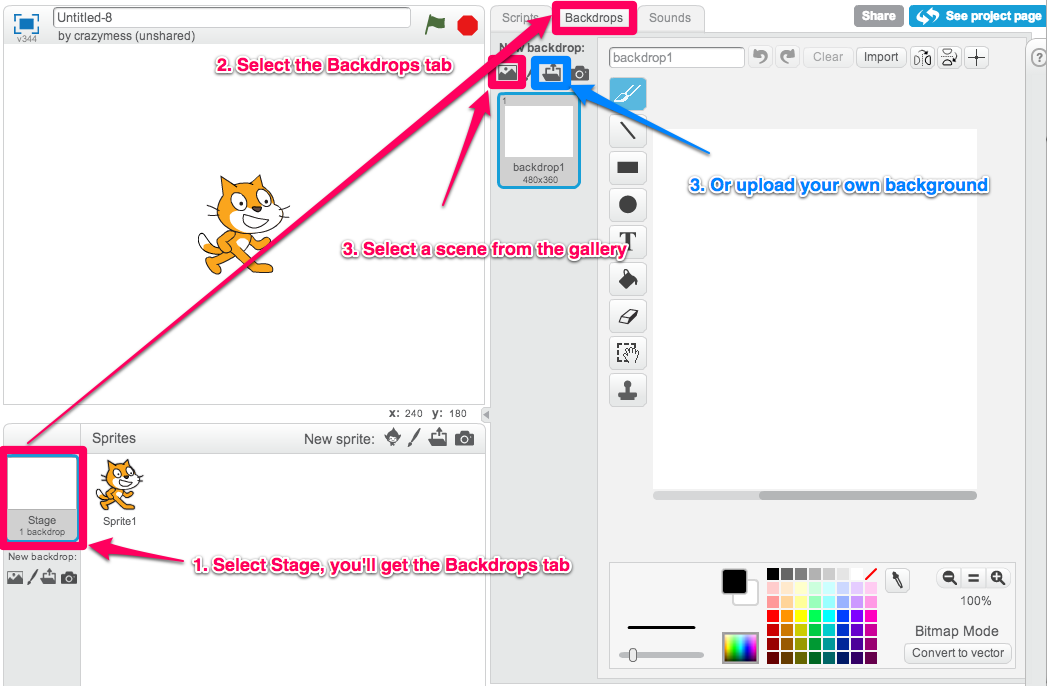 Untitled-8
by crazymess (unshared)
v344
Scripts
Backdrops
Sounds
Share
See project page
?
2. Select the Backdrops tab
New backdrop:
backdrop1
Clear
Import
1
backdrop1
480x360
3. Or upload your own background
3. Select a scene from the gallery
T
x: 240 y: 180
Sprites
New sprite:
Stage
1 backdrop
Sprite1
New backdrop:
1. Select Stage, you'll get the Backdrops tab
100%
Bitmap Mode
Convert to vector